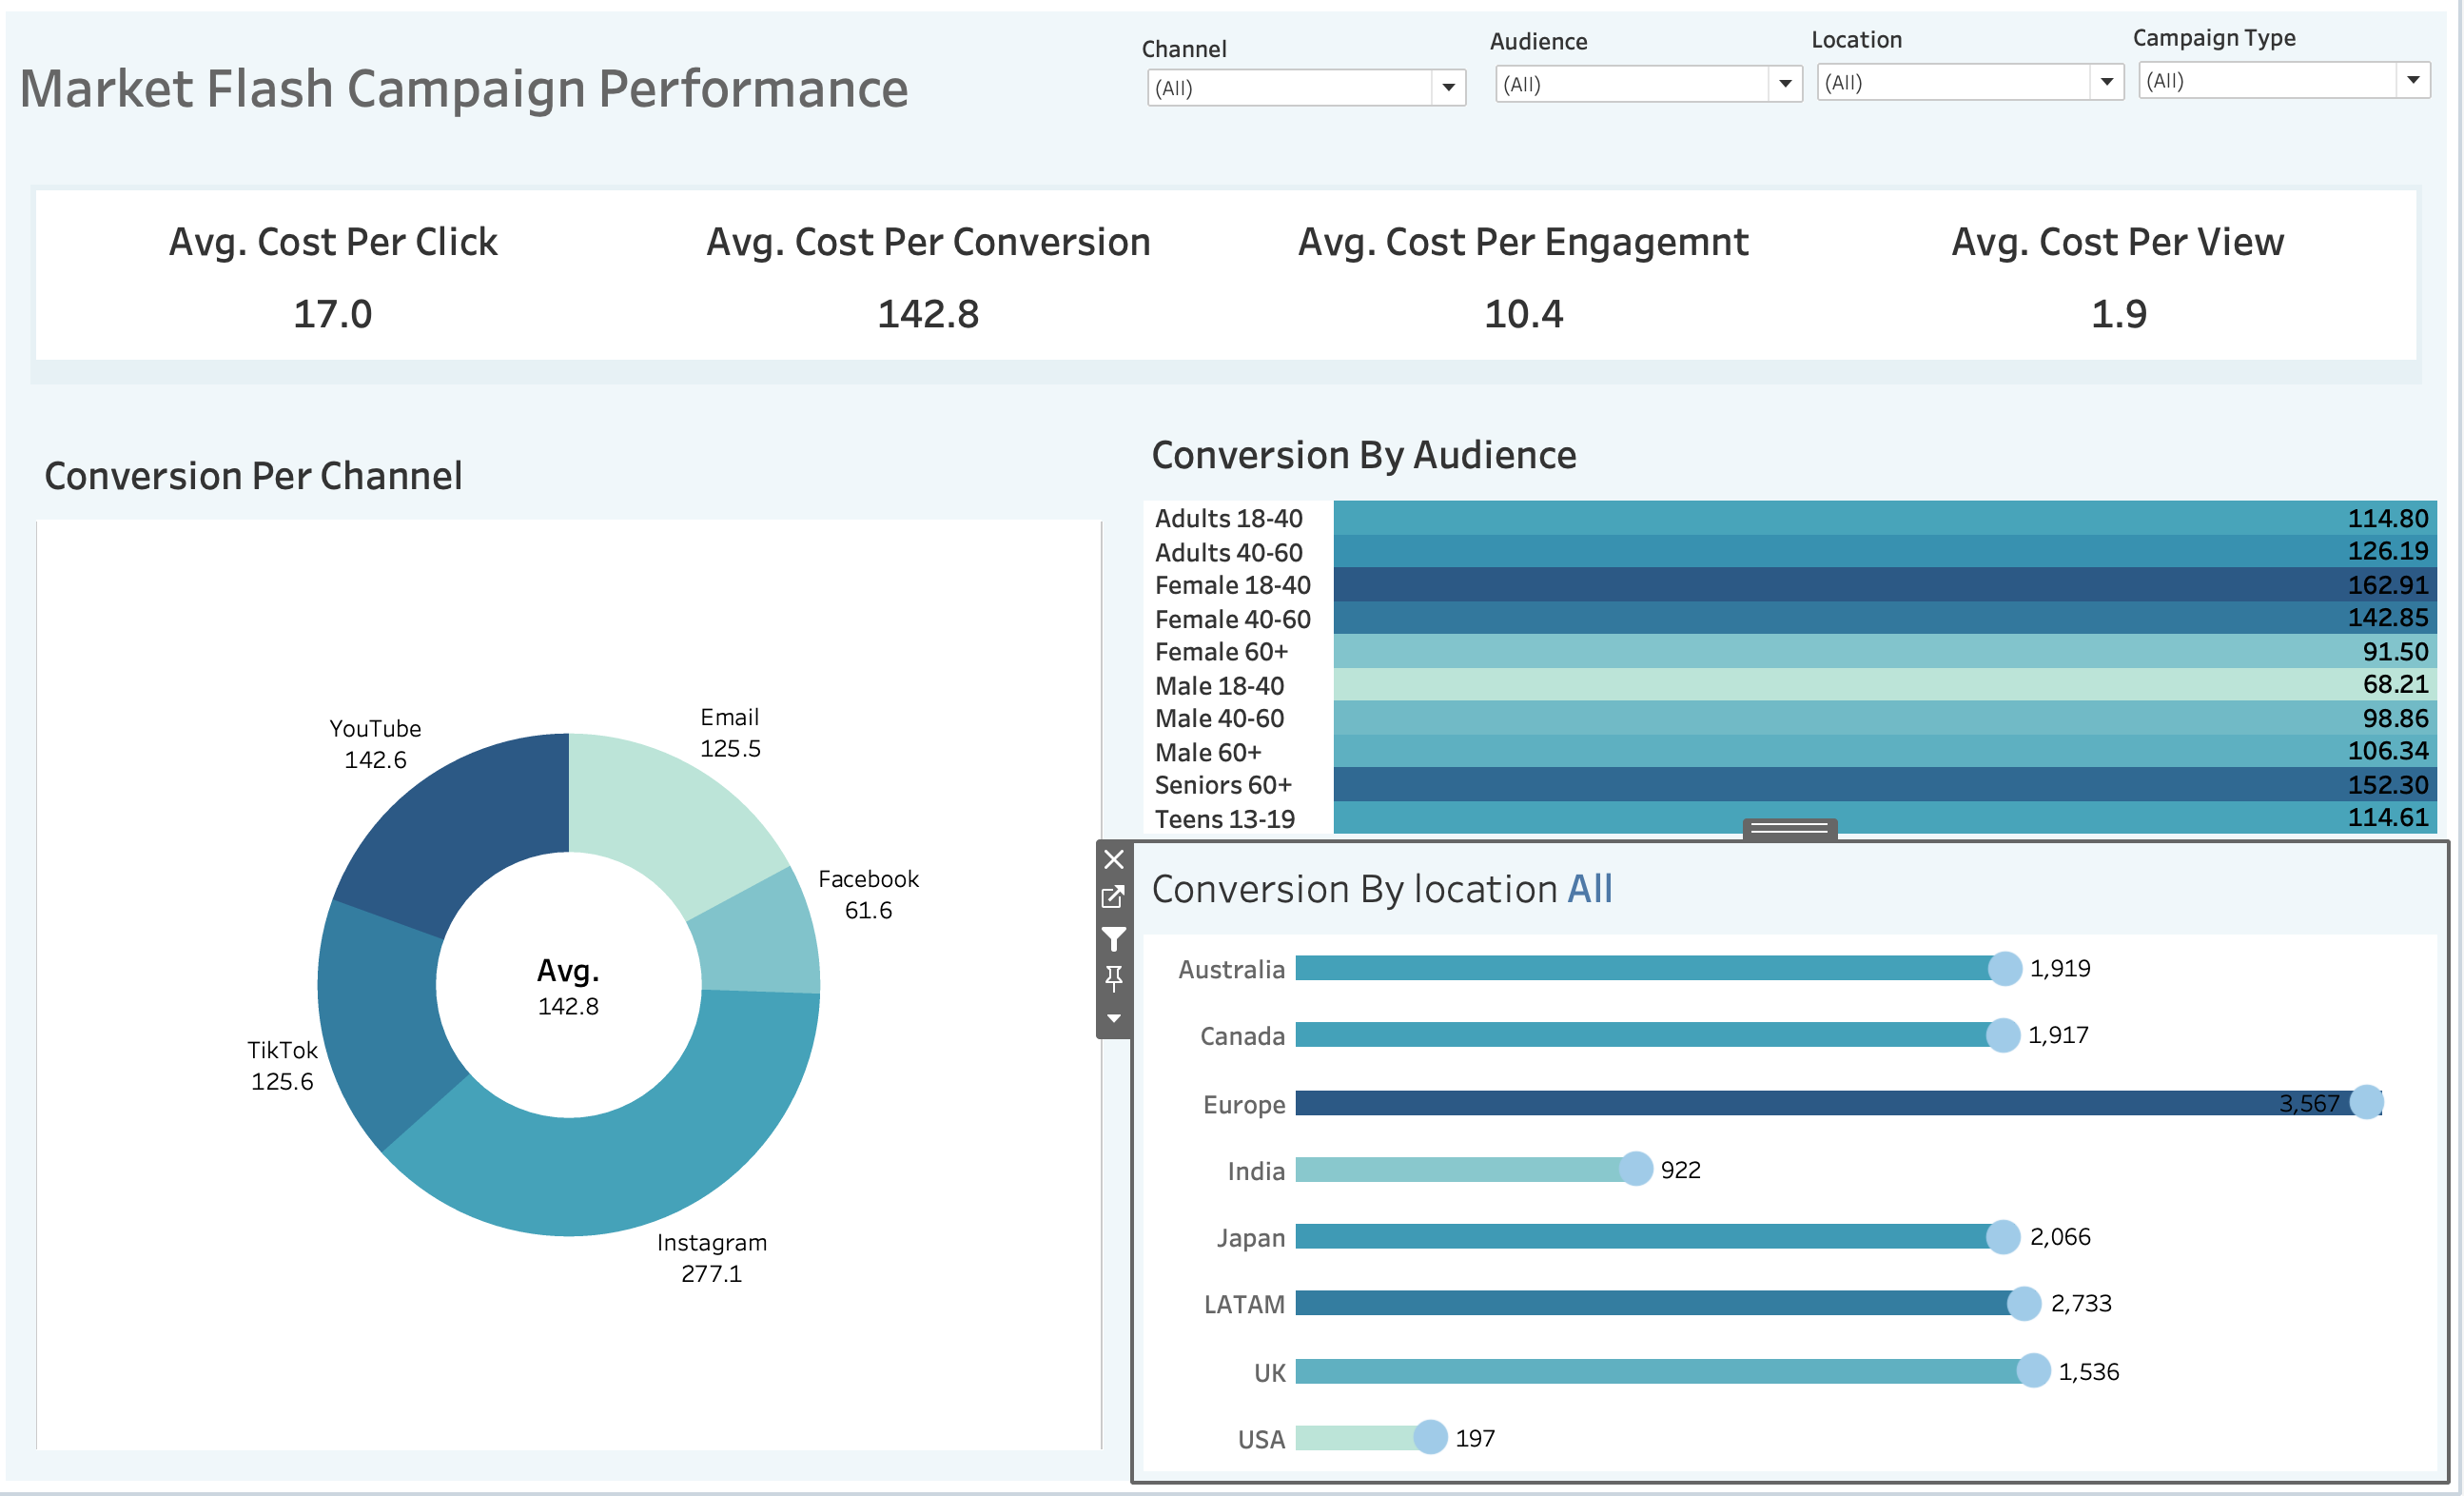 Market Flash Campaign Performance
Channel
(All)
Audience
(All)
Location
(All)
Campaign Type
(All)
Avg. Cost Per Click
17.0
Avg. Cost Per Conversion
142.8
Avg. Cost Per Engagemnt
10.4
Avg. Cost Per View
1.9
Conversion Per Channel
YouTube
142.6
Email
125.5
Facebook
61.6
Avg.
142.8
TikTok
125.6
Instagram
277.1
Conversion By Audience
Adults 18-40 114.80
Adults 40-60 126.19
Female 18-40 162.91
Female 40-60 142.85
Female 60+ 91.50
Male 18-40 68.21
Male 40-60 98.86
Male 60+ 106.34
Seniors 60+ 152.30
Teens 13-19 114.61
Conversion By location All
Australia 1,919
Canada 1,917
Europe 3,567
India 922
Japan 2,066
LATAM 2,733
UK 1,536
USA 197